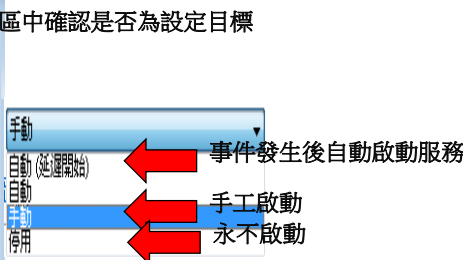 區中確認是否為設定目標
手動
自動 (延遲開始)
事件發生後自動啟動服務
自動
手動
手工啟動
停用
永不啟動